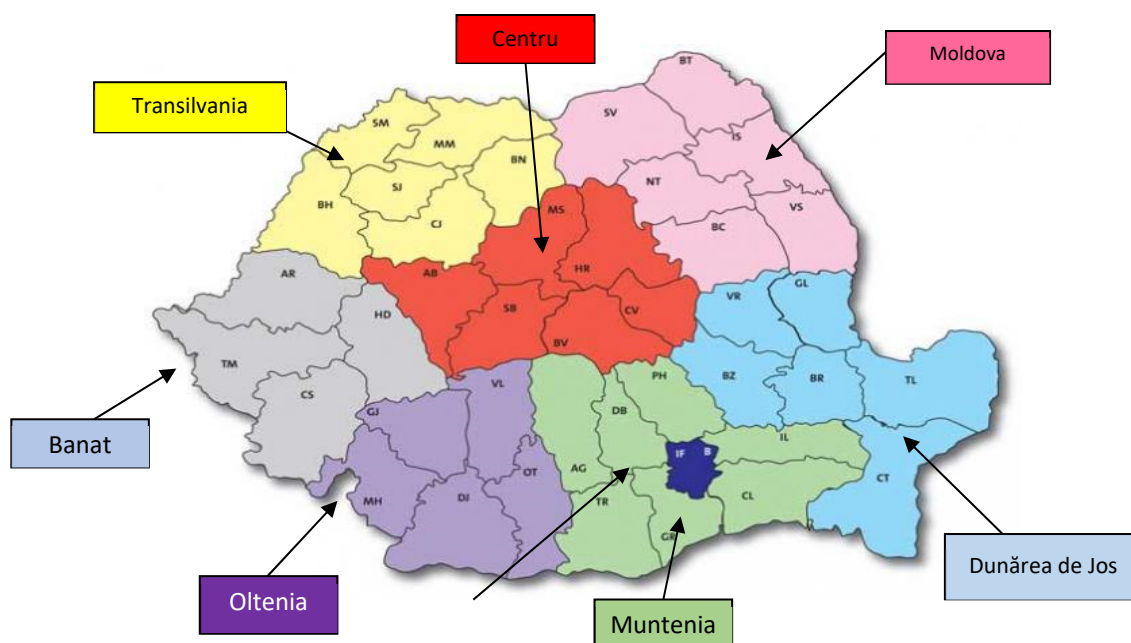 Centru
Moldova
BT
Transilvania
SM
SV
MM
IS
BN
NT
SJ
BH
MS
VS
CJ
BC
AR
AB
HR
GL
VR
HD
SB
CV
BV
TM
PH
BZ
BR
TL
VL
CS
GJ
DB
Banat
IL
IF
B
AG
OT
CT
MH
DJ
TR
CL
GR
Dunărea de Jos
Oltenia
Muntenia